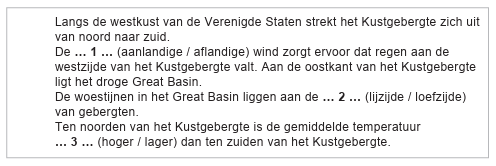 Langs de westkust van de Verenigde Staten strekt het Kustgebergte zich uit
van noord naar zuid.
De ... 1 ... (aanlandige / aflandige) wind zorgt ervoor dat regen aan de
westzijde van het Kustgebergte valt. Aan de oostkant van het Kustgebergte
ligt het droge Great Basin.
De woestijnen in het Great Basin liggen aan de ... 2 ... (lijzijde / loefzijde)
van gebergten.
Ten noorden van het Kustgebergte is de gemiddelde temperatuur
... 3 ... (hoger / lager) dan ten zuiden van het Kustgebergte.